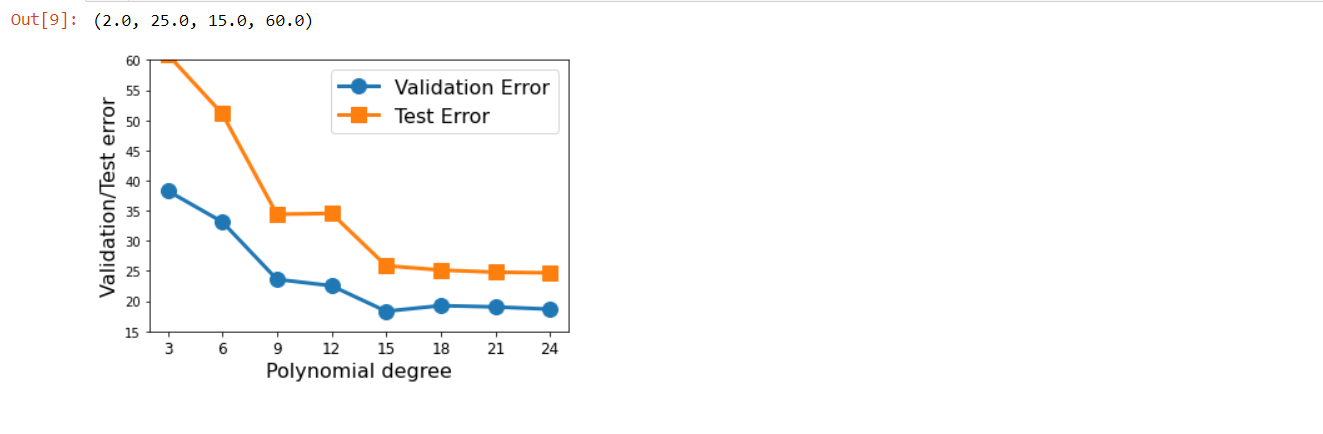 Out[9]: (2.0, 25.0, 15.0, 60.0)
60
55
50
45
40
35
30
25
20
15
Validation/Test error
Validation Error
Test Error
3 6 9 12 15 18 21 24
Polynomial degree